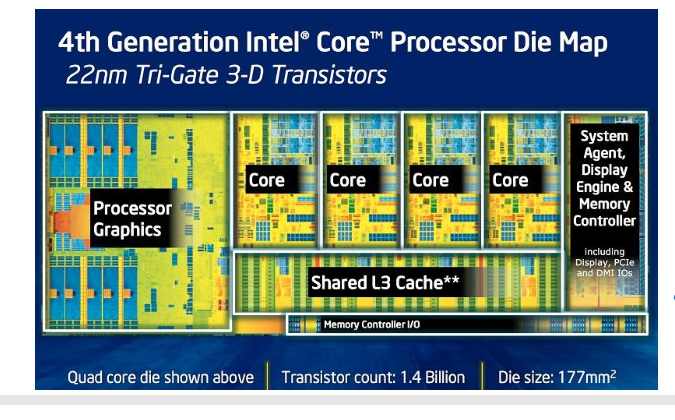 4th Generation Intel® Core™ Processor Die Map
22nm Tri-Gate 3-D Transistors
Processor
Graphics
Core
Core
Core
Core
System
Agent,
Display
Engine &
Memory
Controller
including
Display, PCIe
and DMI IOs
Shared L3 Cache**
Memory Controller I/O
Quad core die shown above
Transistor count: 1.4 Billion
Die size: 177mm²